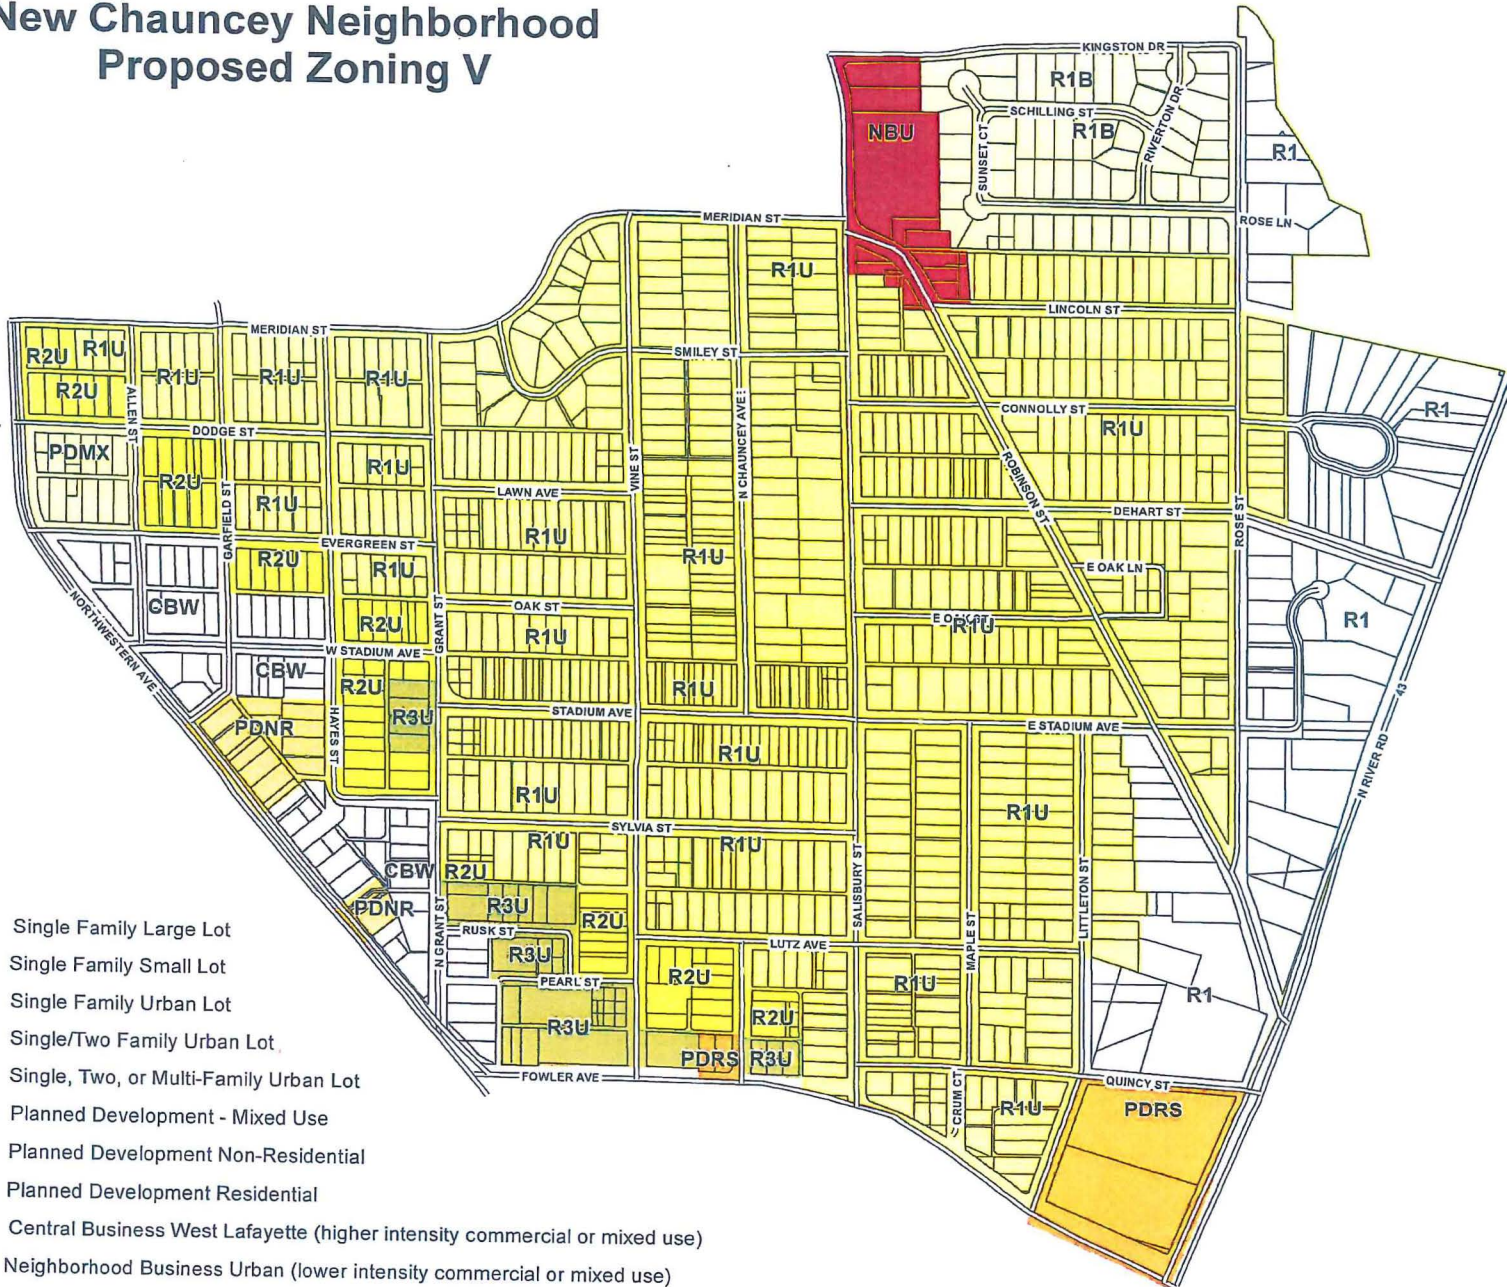 New Chauncey Neighborhood
Proposed Zoning V
KINGSTON DR
R1B
SCHILLING ST
R1B
RIVERTON DR
NBU
SUNSET CT
R1
ROSE LN
MERIDIAN ST
R1U
LINCOLN ST
MERIDIAN ST
SMILEY ST
R2U
R1U
R2U
ALLEN ST
R1U
R1U
R1U
N CHAUNCEY AVE
CONNOLLY ST
R1U
R1
DODGE ST
PDMX
R2U
R1U
R1U
GARFIELD ST
LAWN AVE
VINE ST
ROBINSON ST
DEHART ST
ROSE ST
EVERGREEN ST
R2U
R1U
R1U
R1U
E OAK LN
NORTHWESTERN AVE
CBW
R2U
GRANT ST
OAK ST
R1U
E OAK ST
R1U
R1
W STADIUM AVE
CBW
R2U
R3U
HAYES ST
PDNR
R1U
STADIUM AVE
E STADIUM AVE
N RIVER RD
43
R1U
R1U
R1U
SYLVIA ST
R1U
R1U
CBW
R2U
R3U
R2U
PDNR
N GRANT ST
RUSK ST
R3U
PEARL ST
R3U
SALISBURY ST
MAPLE ST
LITTLETON ST
LUTZ AVE
R2U
R1U
R2U
PDRS
R3U
R1
FOWLER AVE
CRUM CT
R1U
QUINCY ST
PDRS
Single Family Large Lot
Single Family Small Lot
Single Family Urban Lot
Single/Two Family Urban Lot
Single, Two, or Multi-Family Urban Lot
Planned Development - Mixed Use
Planned Development Non-Residential
Planned Development Residential
Central Business West Lafayette (higher intensity commercial or mixed use)
Neighborhood Business Urban (lower intensity commercial or mixed use)